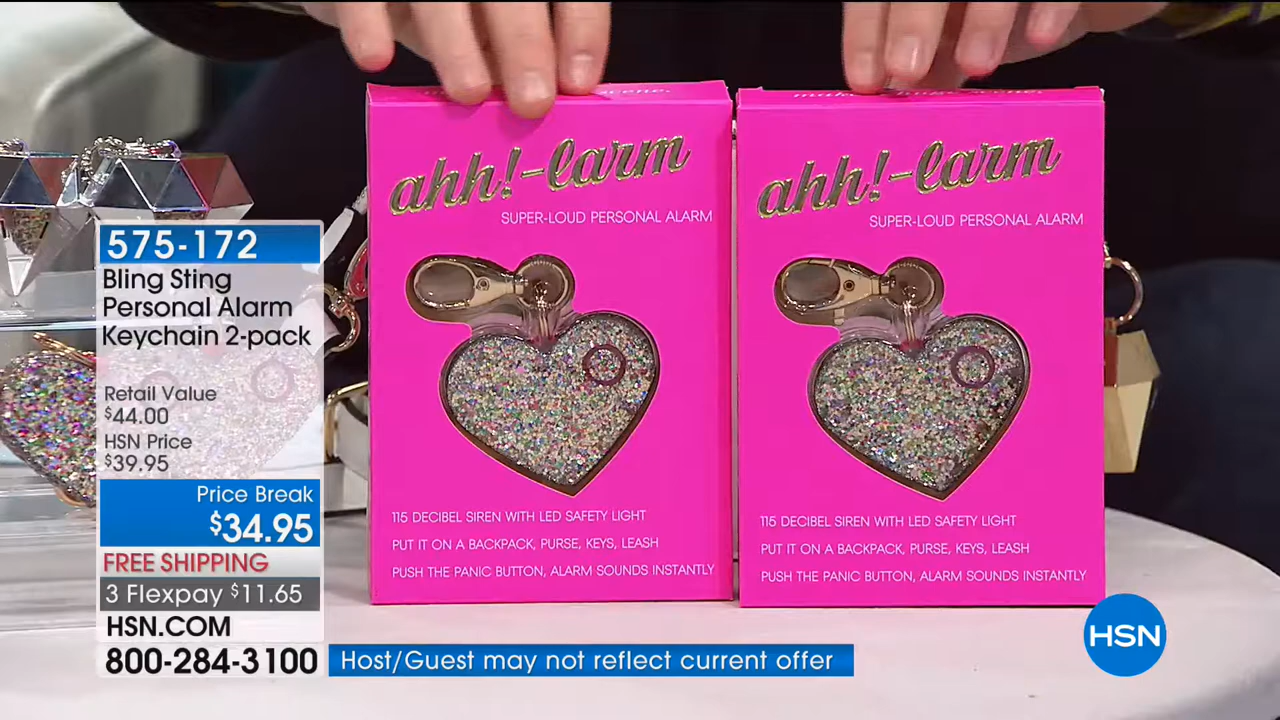 ahh!-larm
SUPER-LOUD PERSONAL ALARM
115 DECIBEL SIREN WITH LED SAFETY LIGHT
PUT IT ON A BACKPACK, PURSE, KEYS, LEASH
PUSH THE PANIC BUTTON, ALARM SOUNDS INSTANTLY
ahh!-larm
SUPER-LOUD PERSONAL ALARM
115 DECIBEL SIREN WITH LED SAFETY LIGHT
PUT IT ON A BACKPACK, PURSE, KEYS, LEASH
PUSH THE PANIC BUTTON, ALARM SOUNDS INSTANTLY
575-172
Bling Sting
Personal Alarm
Keychain 2-pack
Retail Value
$44.00
HSN Price
$39.95
Price Break
$34.95
FREE SHIPPING
3 Flexpay $11.65
HSN.COM
800-284-3100
Host/Guest may not reflect current offer
HSN